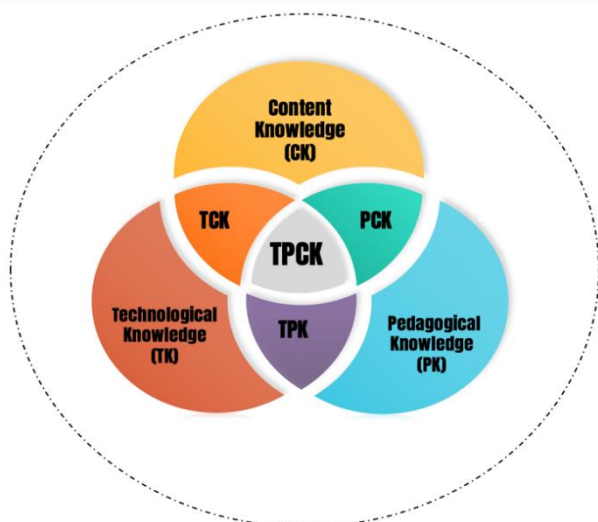 Content
Knowledge
(CK)
TCK
PCK
TPCK
Technological
Knowledge
(TK)
TPK
Pedagogical
Knowledge
(PK)